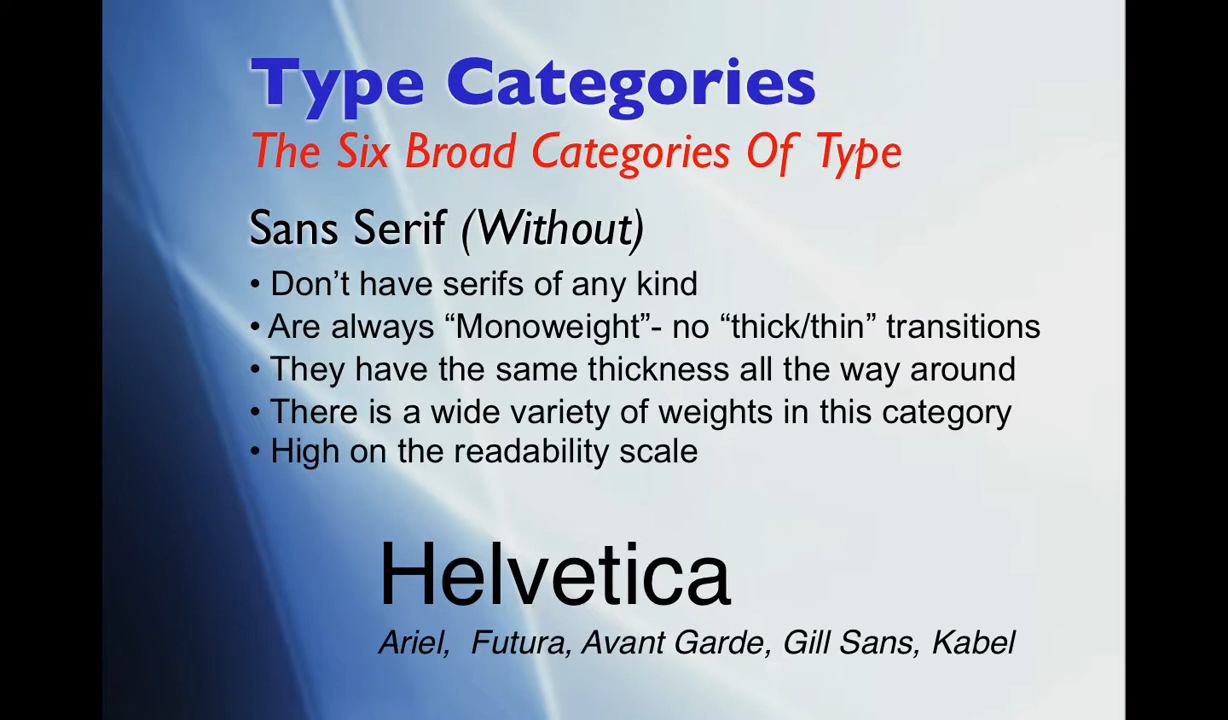 Type Categories
The Six Broad Categories Of Type
Sans Serif (Without)
• Don’t have serifs of any kind
• Are always “Monoweight”- no “thick/thin” transitions
• They have the same thickness all the way around
• There is a wide variety of weights in this category
• High on the readability scale
Helvetica
Ariel, Futura, Avant Garde, Gill Sans, Kabel